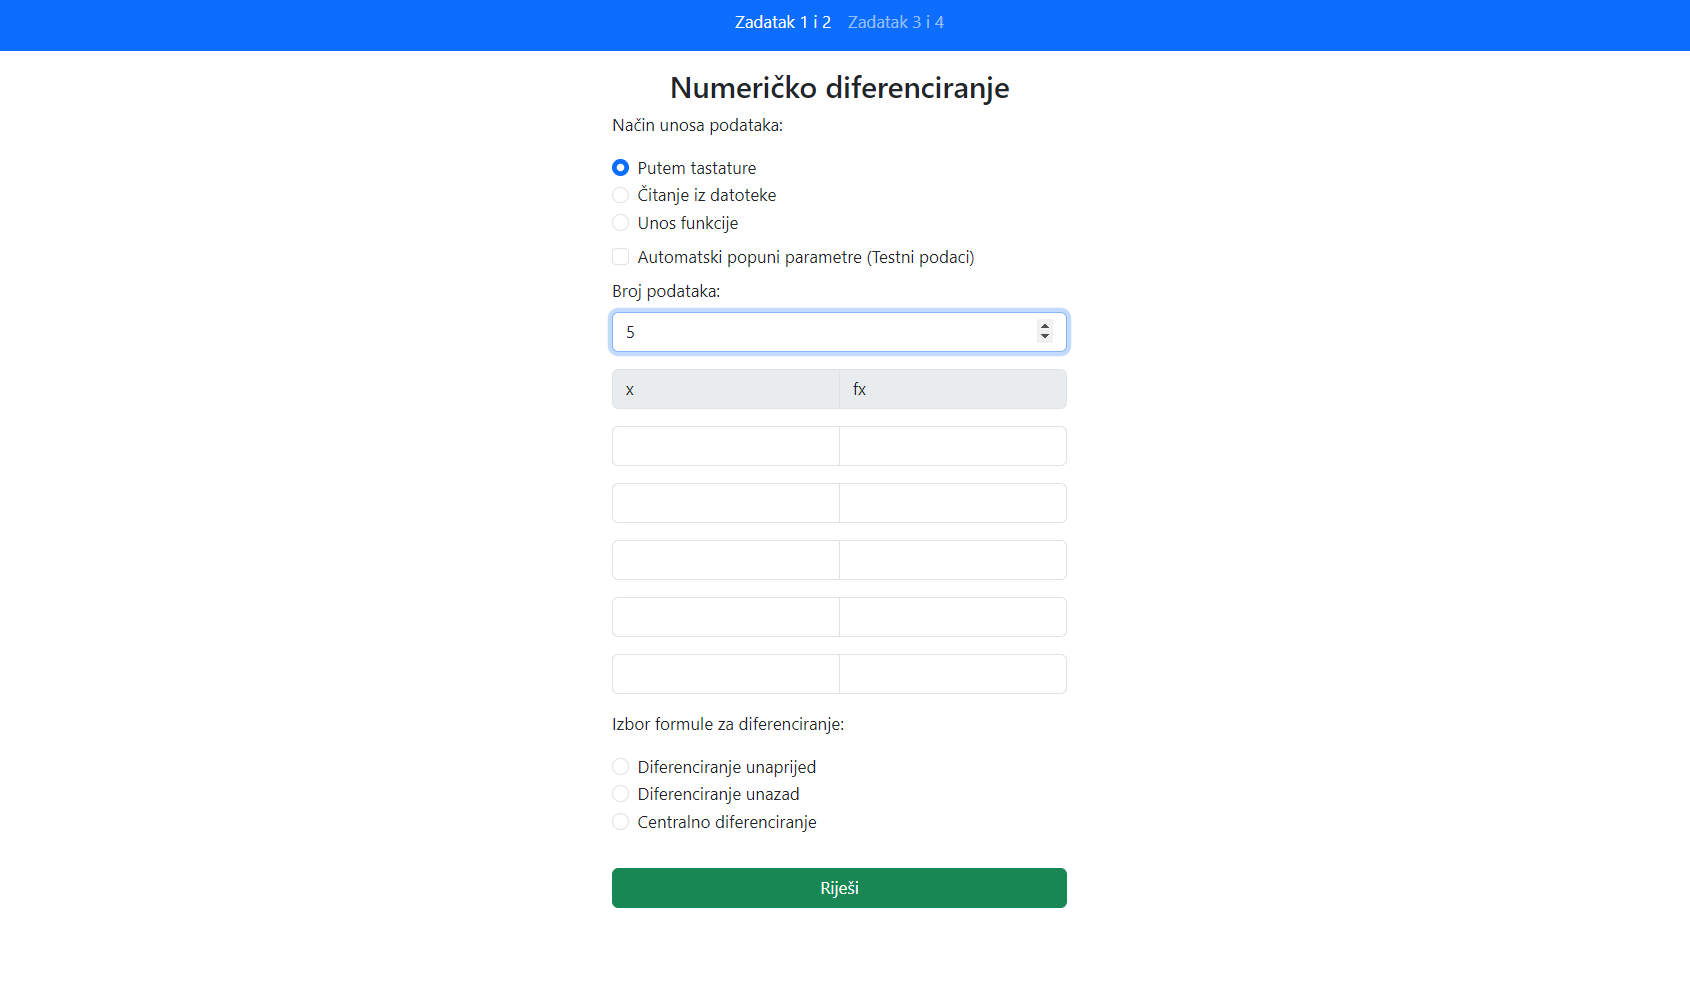 Zadatak 1 i 2 Zadatak 3 i 4
Numeričko diferenciranje
Način unosa podataka:
Putem tastature
Čitanje iz datoteke
Unos funkcije
Automatski popuni parametre (Testni podaci)
Broj podataka:
5
x fx
Izbor formule za diferenciranje:
Diferenciranje unaprijed
Diferenciranje unazad
Centralno diferenciranje
Riješi